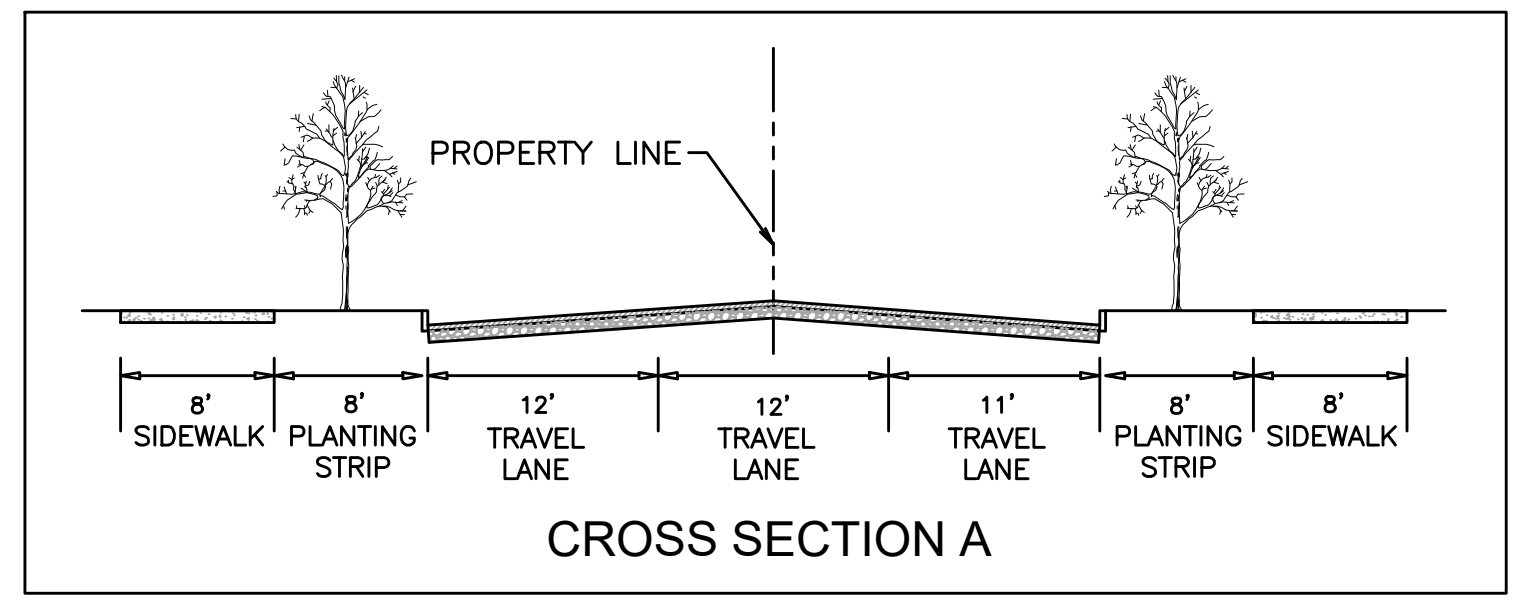 PROPERTY LINE
8'
SIDEWALK
8'
PLANTING
STRIP
12'
TRAVEL
LANE
12'
TRAVEL
LANE
11'
TRAVEL
LANE
8'
PLANTING
STRIP
8'
SIDEWALK
CROSS SECTION A